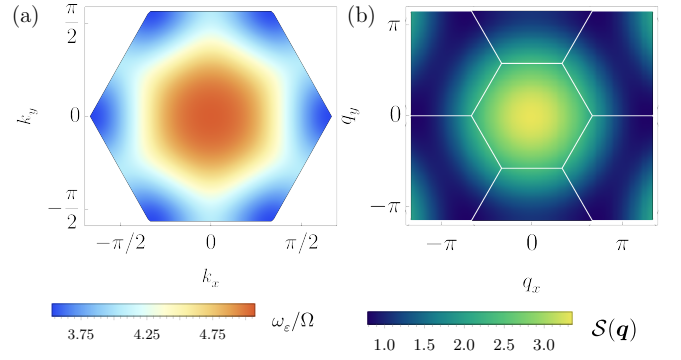 (a)
π/2
0
−π/2
k_y
−π/2 0 π/2
k_x
3.75 4.25 4.75
ω_ε/Ω
(b)
π
0
−π
q_y
−π 0 π
q_x
1.0 1.5 2.0 2.5 3.0
𝒮(𝒒)